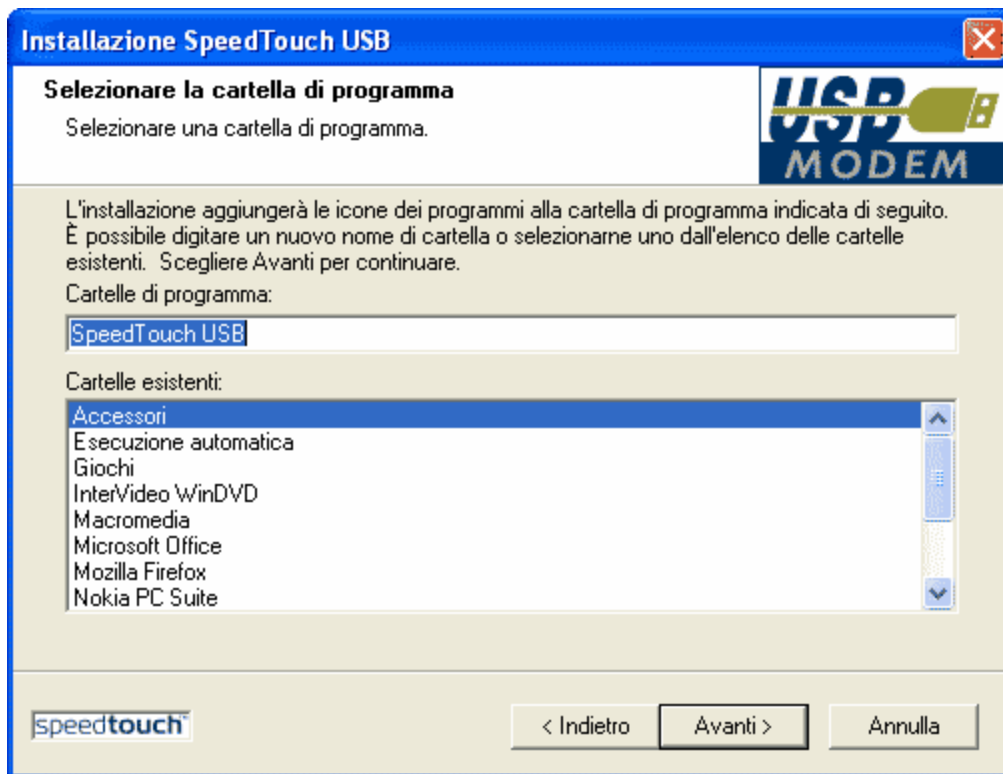 Installazione SpeedTouch USB
Selezionare la cartella di programma
Selezionare una cartella di programma.
USB
MODEM
L'installazione aggiungerà le icone dei programmi alla cartella di programma indicata di seguito.
È possibile digitare un nuovo nome di cartella o selezionarne uno dall'elenco delle cartelle
esistenti.  Scegliere Avanti per continuare.
Cartelle di programma:
SpeedTouch USB
Cartelle esistenti:
Accessori
Esecuzione automatica
Giochi
InterVideo WinDVD
Macromedia
Microsoft Office
Mozilla Firefox
Nokia PC Suite
speedtouch™
< Indietro
Avanti >
Annulla